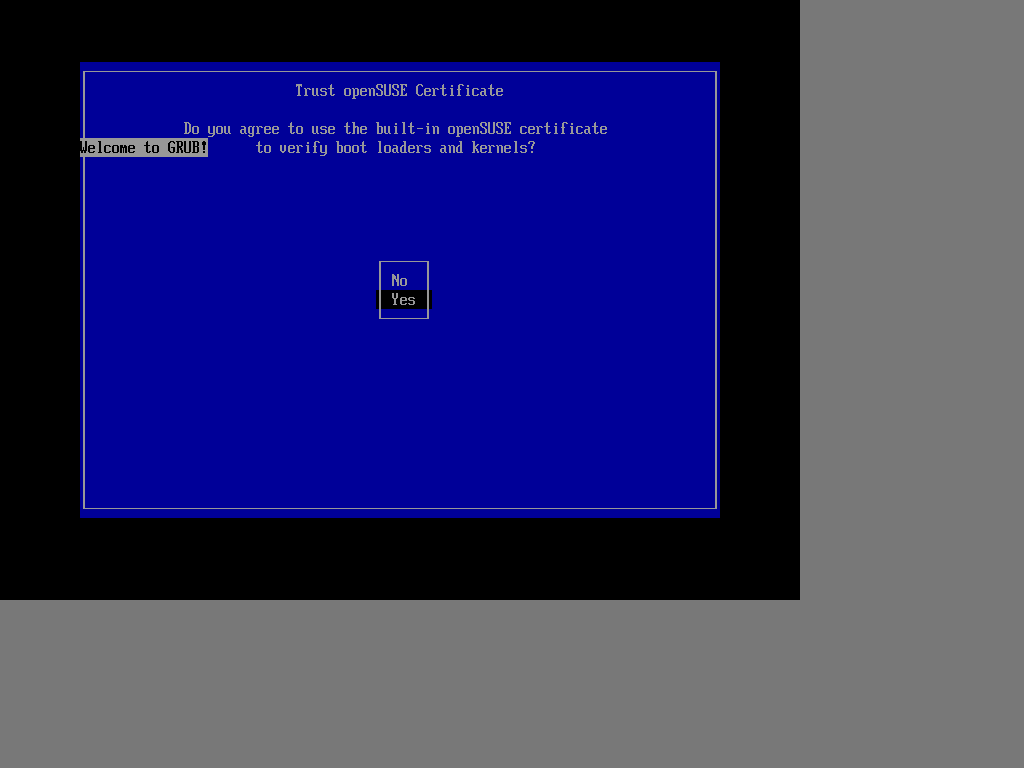 Trust openSUSE Certificate
Do you agree to use the built-in openSUSE certificate
Welcome to GRUB! to verify boot loaders and kernels?
No
Yes